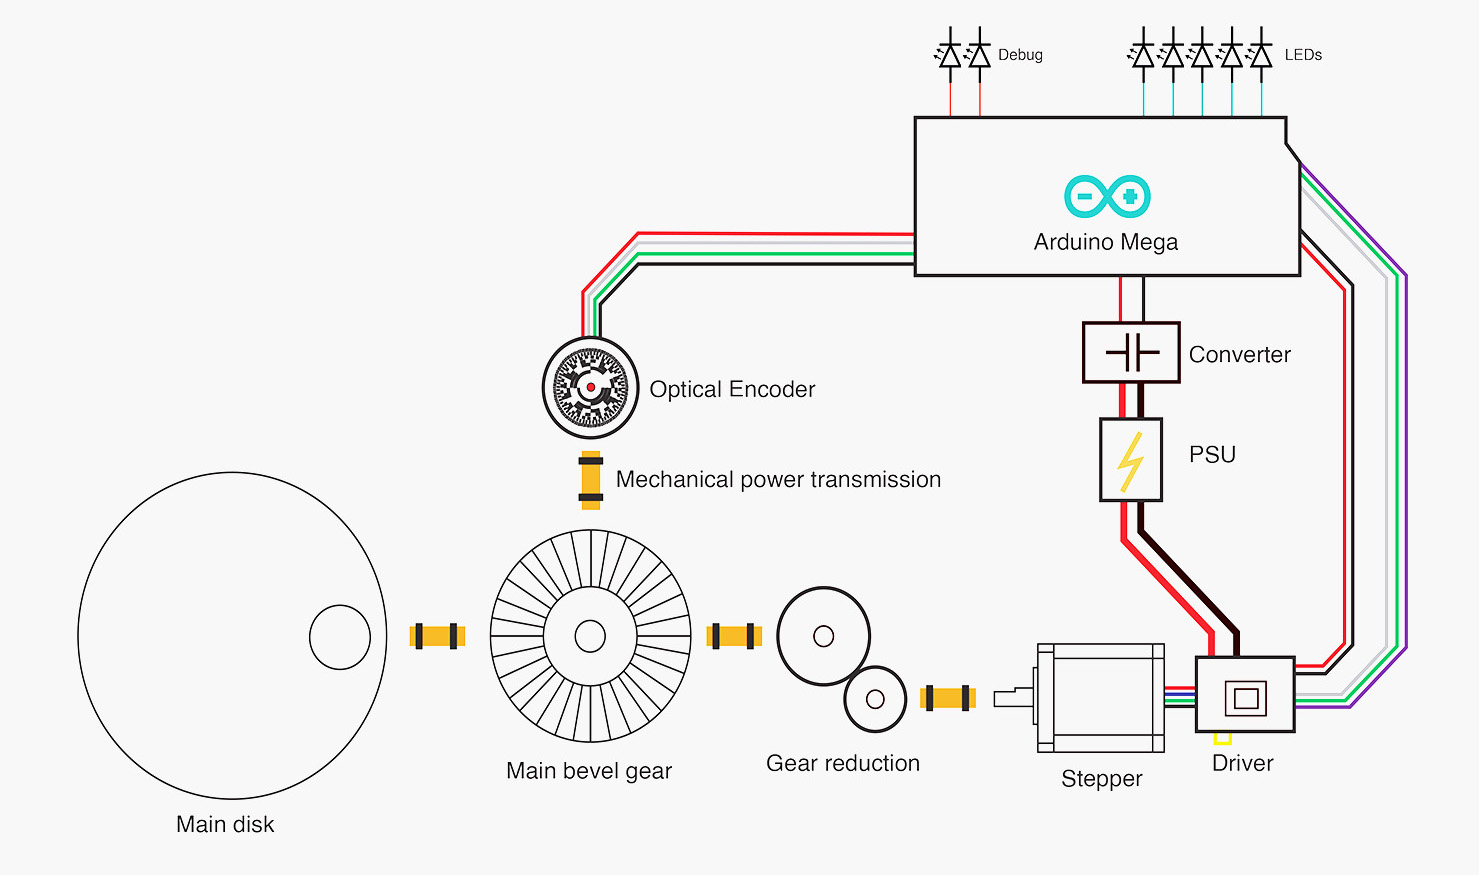 Debug
LEDs
Arduino Mega
Converter
Optical Encoder
PSU
Mechanical power transmission
Main bevel gear
Gear reduction
Stepper
Driver
Main disk